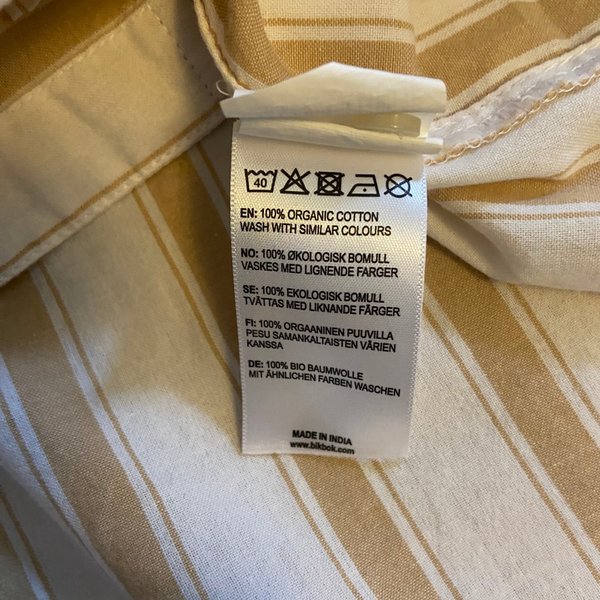 40
EN: 100% ORGANIC COTTON
WASH WITH SIMILAR COLOURS
NO: 100% ØKOLOGISK BOMULL
VASKES MED LIGNENDE FARGER
SE: 100% EKOLOGISK BOMULL
TVÄTTAS MED LIKNANDE FÄRGER
FI: 100% ORGAANINEN PUUVILLA
PESU SAMANKALTAISTEN VÄRIEN
KANSSA
DE: 100% BIO BAUMWOLLE
MIT ÄHNLICHEN FARBEN WASCHEN
MADE IN INDIA
www.bikbok.com